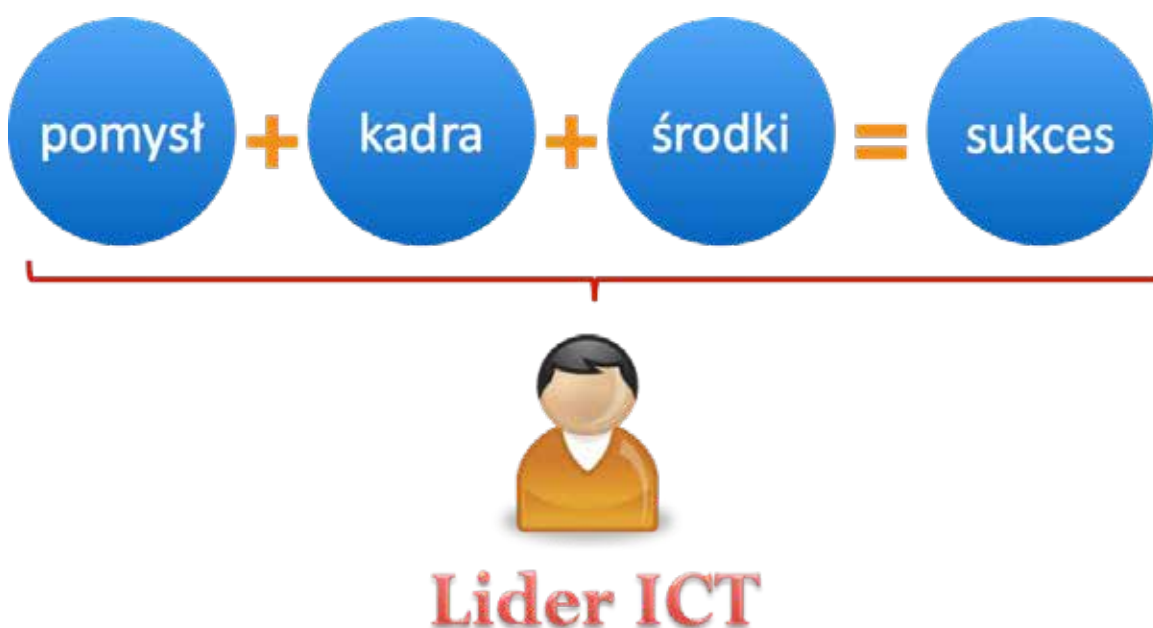 pomysł + kadra + środki = sukces
Lider ICT